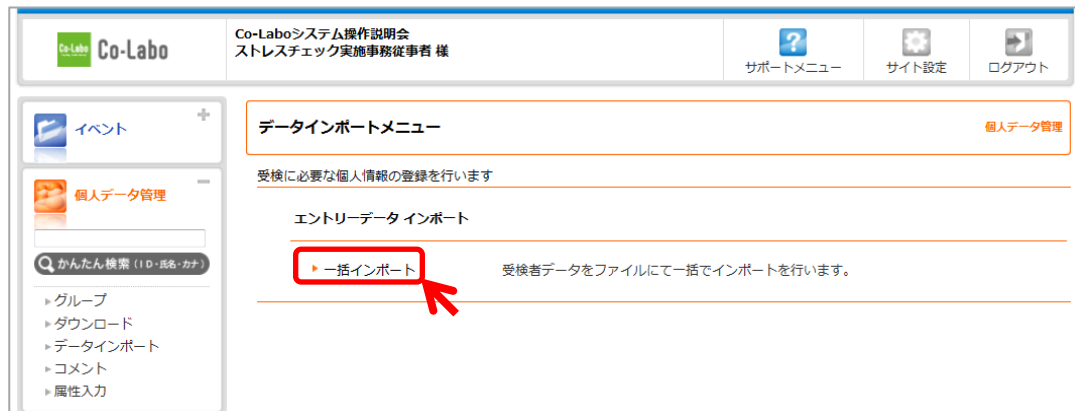 Co-Labo Co-Labo
Co-Laboシステム操作説明会
ストレスチェック実施事務従事者 様
サポートメニュー
サイト設定
ログアウト
イベント
個人データ管理
かんたん検索(ID・氏名・カナ)
グループ
ダウンロード
データインポート
コメント
属性入力
データインポートメニュー
個人データ管理
受検に必要な個人情報の登録を行います
エントリーデータ インポート
一括インポート
受検者データをファイルにて一括でインポートを行います。